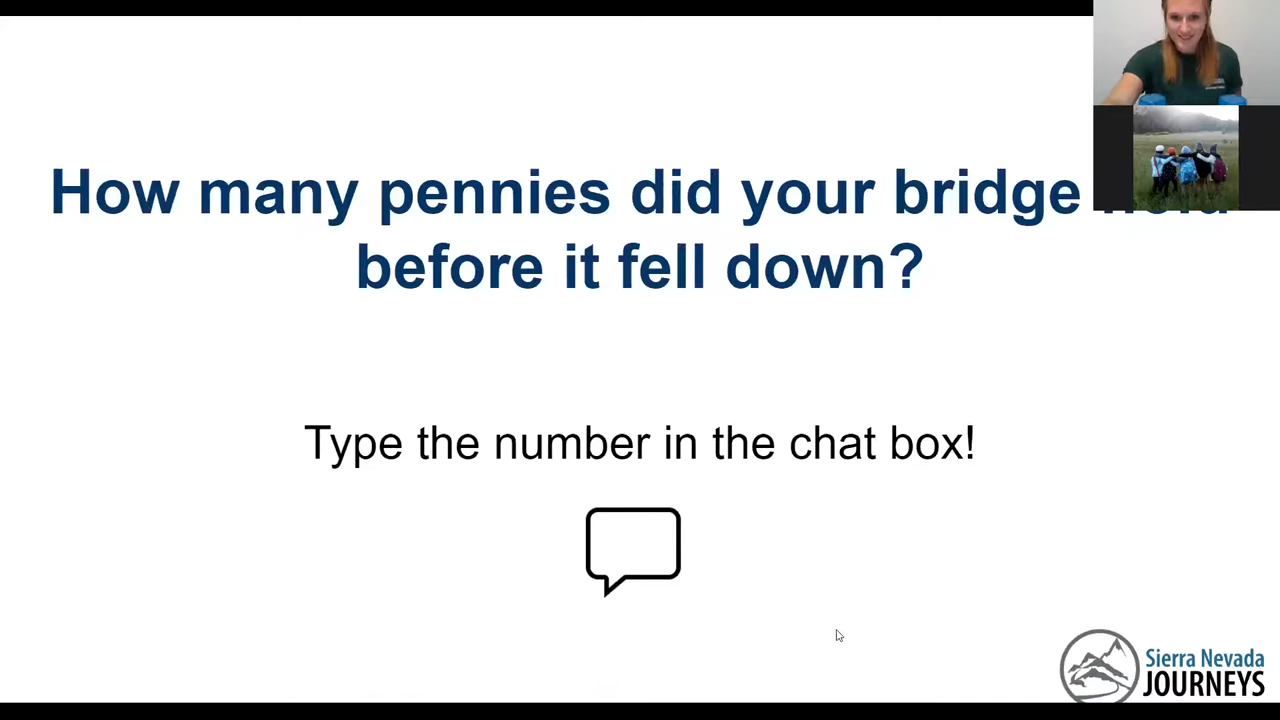 How many pennies did your bridge
before it fell down?
Type the number in the chat box!
Sierra Nevada
JOURNEYS